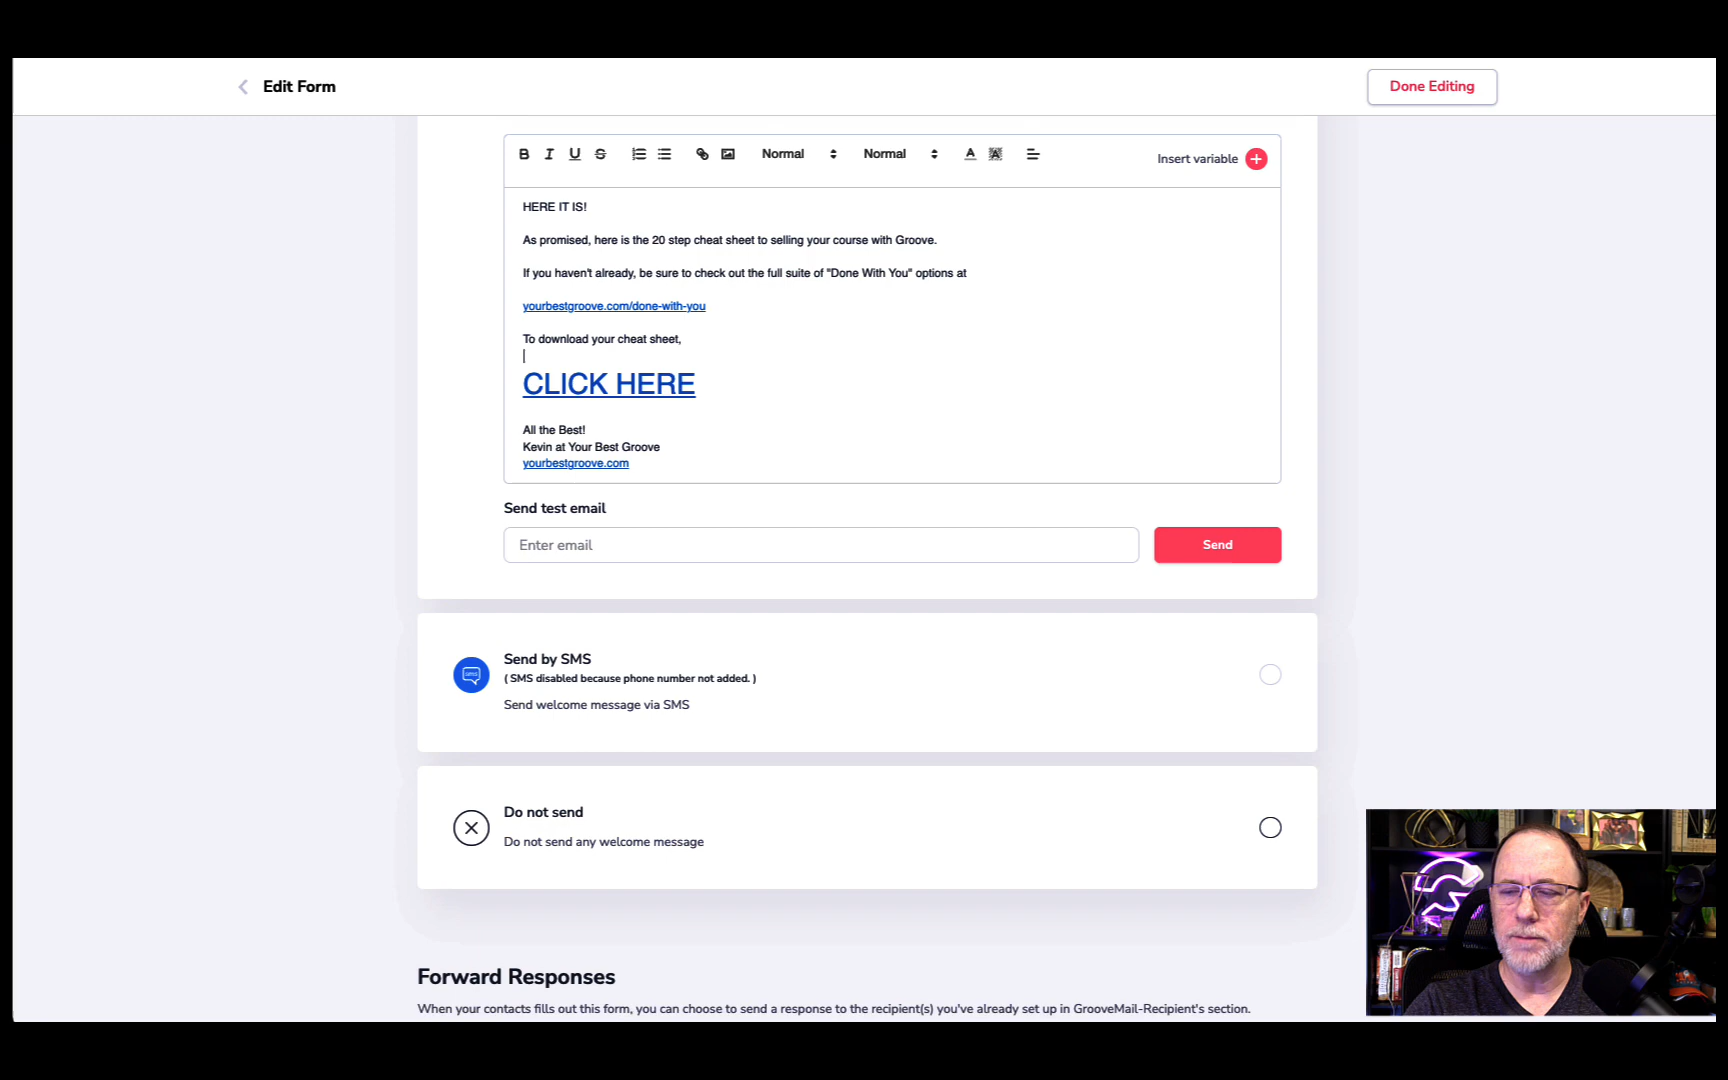 Edit Form
Done Editing
Normal
Normal
Insert variable
HERE IT IS!
As promised, here is the 20 step cheat sheet to selling your course with Groove.
If you haven't already, be sure to check out the full suite of "Done With You" options at
yourbestgroove.com/done-with-you
To download your cheat sheet,
CLICK HERE
All the Best!
Kevin at Your Best Groove
yourbestgroove.com
Send test email
Enter email
Send
Send by SMS
( SMS disabled because phone number not added. )
Send welcome message via SMS
Do not send
Do not send any welcome message
Forward Responses
When your contacts fills out this form, you can choose to send a response to the recipient(s) you've already set up in GrooveMail-Recipient's section.